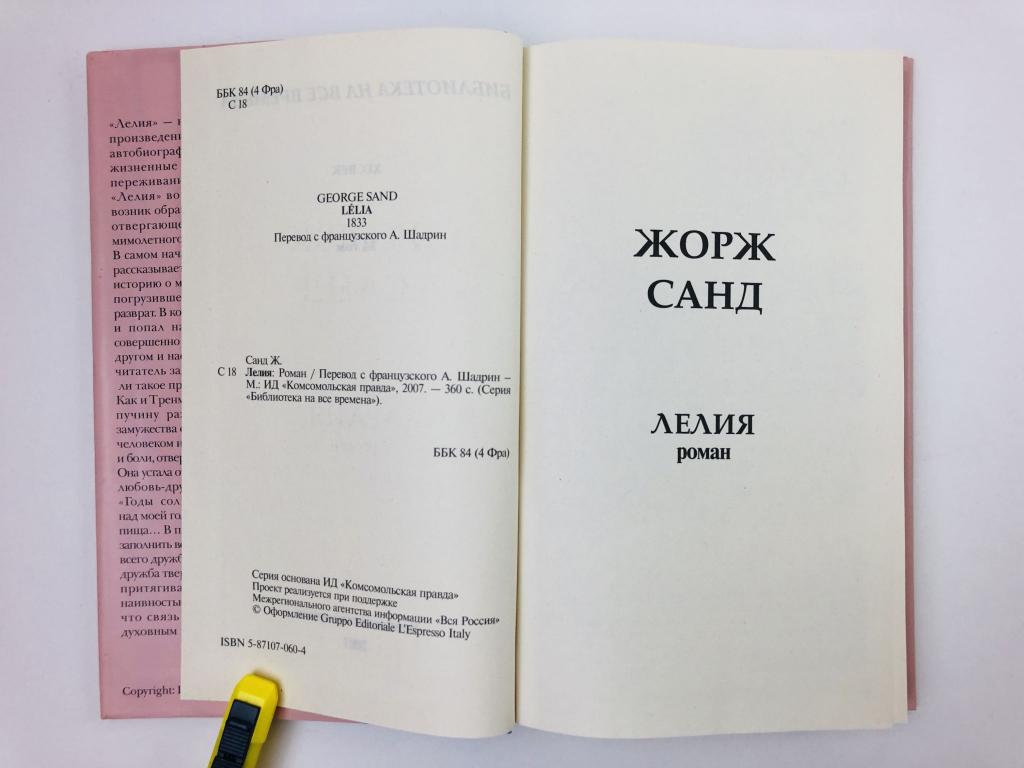 «Лелия» —
произведени
автобиограф
жизненные
переживани
«Лелия» во
возник обра
отвергающе
мимолетного
В самом нач
рассказывает
историю о м
погрузивше
разврат. В ко
и попал на
совершенно
другом и нас
читатель за
ли такое пр
Как и Тренм
пучину раз
замужества с
человеком и
и боли, отвер
Она устала о
любовь-дру
«Годы сол
над моей го
пища... В п
заполнить во
всего дружб
дружба твер
притягива
наивностью
что связь
духовным
Copyright:
ББК 84 (4 Фра)
С 18
GEORGE SAND
LÉLIA
1833
Перевод с французского А. Шадрин
Санд Ж.
С 18 Лелия: Роман / Перевод с французского А. Шадрин –
М.: ИД «Комсомольская правда», 2007. — 360 с. (Серия
«Библиотека на все времена»).
ББК 84 (4 Фра)
Серия основана ИД «Комсомольская правда»
Проект реализуется при поддержке
Межрегионального агентства информации «Вся Россия»
© Оформление Gruppo Editoriale L'Espresso Italy
ISBN 5-87107-060-4
ЖОРЖ
САНД
ЛЕЛИЯ
роман